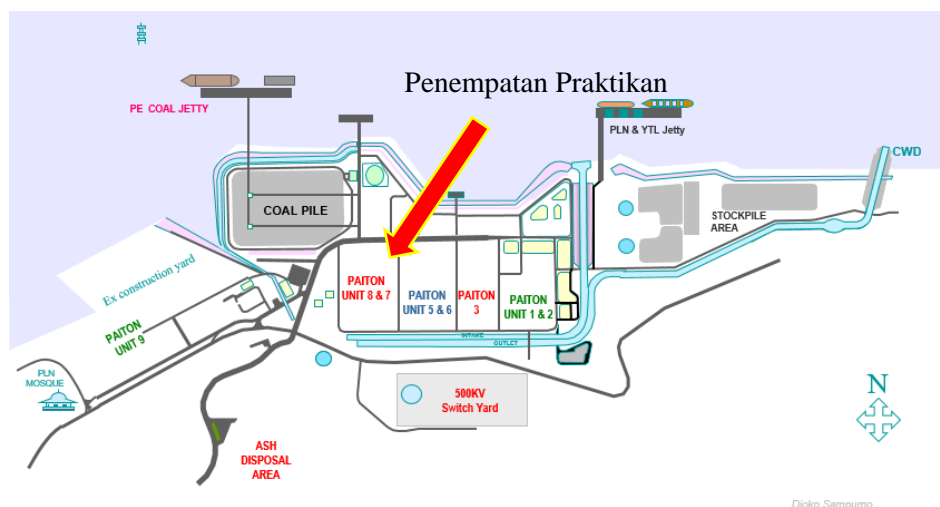 Penempatan Praktikan
PE COAL JETTY
PLN & YTL Jetty
CWD
COAL PILE
STOCKPILE
AREA
Ex construction yard
PAITON
UNIT 8 & 7
PAITON
UNIT 5 & 6
PAITON
3
PAITON
UNIT 1 & 2
PAITON
UNIT 9
INTAKE
OUTLET
PLN
MOSQUE
500KV
Switch Yard
N
ASH
DISPOSAL
AREA
Djoko Sampurno